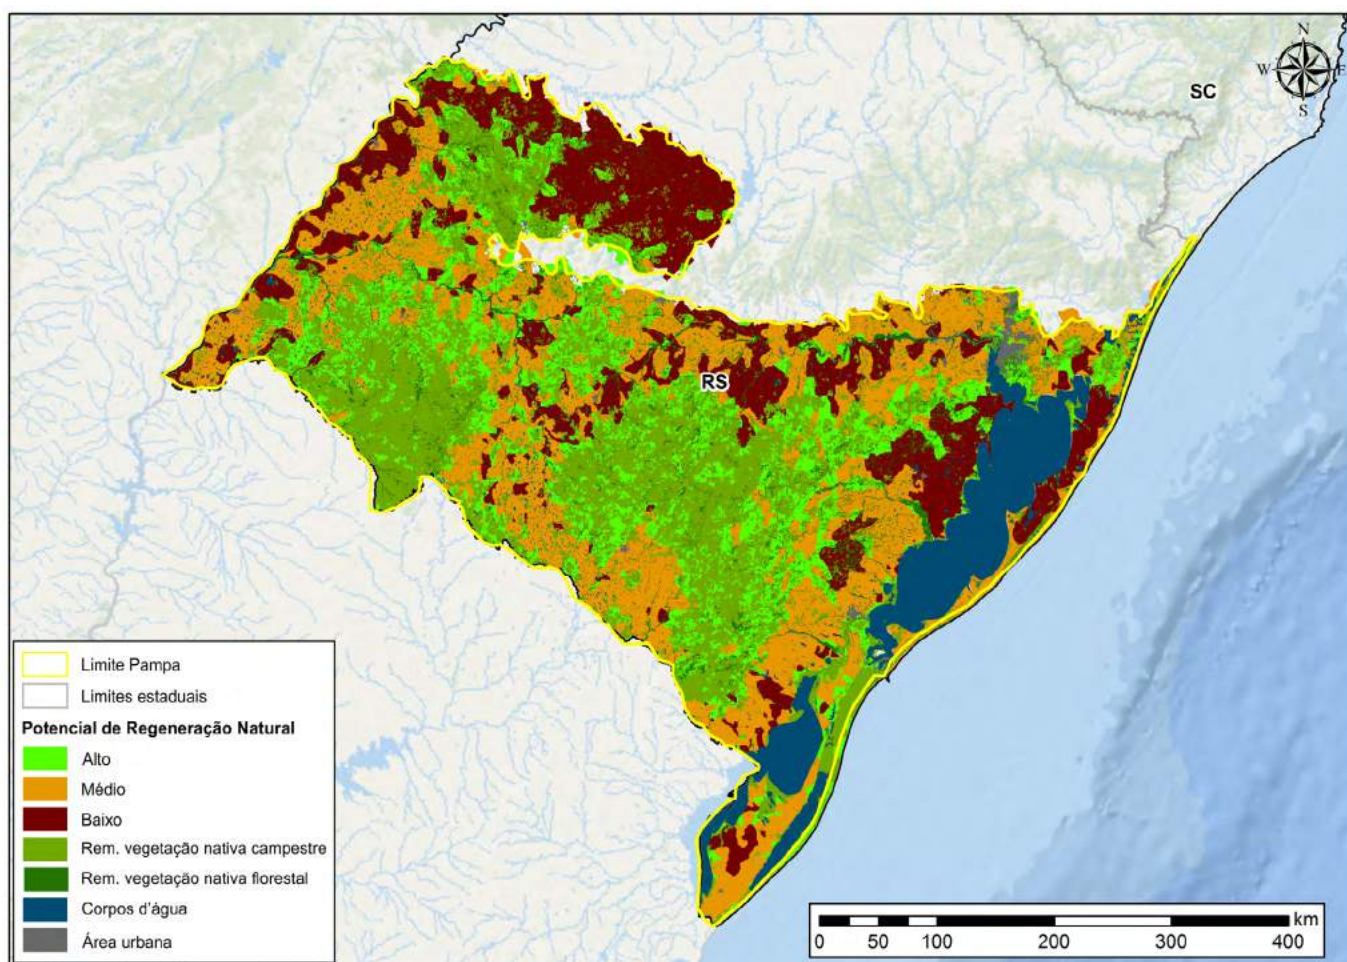 N
W E
S
SC
RS
Limite Pampa
Limites estaduais
Potencial de Regeneração Natural
Alto
Médio
Baixo
Rem. vegetação nativa campestre
Rem. vegetação nativa florestal
Corpos d'água
Área urbana
km
0 50 100 200 300 400